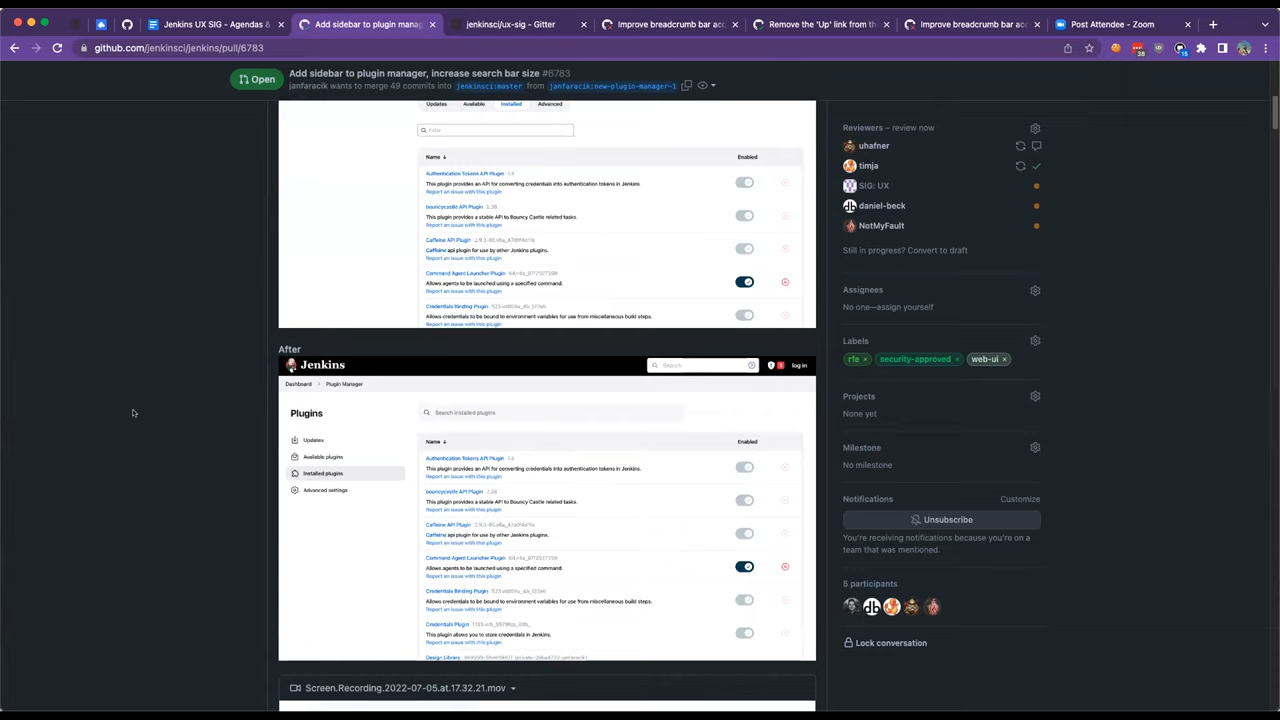 Jenkins UX SIG - Agendas &
Add sidebar to plugin manag
jenkinsci/ux-sig - Gitter
Improve breadcrumb bar acc
Remove the 'Up' link from th
Improve breadcrumb bar acc
Post Attendee - Zoom
github.com/jenkinsci/jenkins/pull/6783
38
15
Open
Add sidebar to plugin manager, increase search bar size #6783
janfaracik wants to merge 49 commits into jenkinsci:master from janfaracik:new-plugin-manager-1
Updates
Available
Installed
Advanced
Filter
Name ↓
Enabled
Authentication Tokens API Plugin 1.4
This plugin provides an API for converting credentials into authentication tokens in Jenkins.
Report an issue with this plugin
bouncycastle API Plugin
This plugin provides a stable API to Bouncy Castle related tasks.
Report an issue with this plugin
Caffeine API Plugin
Caffeine api plugin for use by other Jenkins plugins.
Report an issue with this plugin
Command Agent Launcher Plugin
Allows agents to be launched using a specified command.
Report an issue with this plugin
Credentials Binding Plugin
Allows credentials to be bound to environment variables for use from miscellaneous build steps.
Report an issue with this plugin
After
Jenkins
Search
1
log in
Dashboard
Plugin Manager
Plugins
Updates
Available plugins
Installed plugins
Advanced settings
Search installed plugins
Name ↓
Enabled
Authentication Tokens API Plugin
This plugin provides an API for converting credentials into authentication tokens in Jenkins.
Report an issue with this plugin
bouncycastle API Plugin
This plugin provides a stable API to Bouncy Castle related tasks.
Report an issue with this plugin
Caffeine API Plugin
Caffeine api plugin for use by other Jenkins plugins.
Report an issue with this plugin
Command Agent Launcher Plugin
Allows agents to be launched using a specified command.
Report an issue with this plugin
Credentials Binding Plugin
Allows credentials to be bound to environment variables for use from miscellaneous build steps.
Report an issue with this plugin
Credentials Plugin
This plugin allows you to store credentials in Jenkins.
Report an issue with this plugin
Design Library
Screen.Recording.2022-07-05.at.17.32.21.mov
Reviewers – review now
uhafner
timja
SIG: UX
daniel-beck
NotMyFault
Still in progress? Convert to draft
Assignees
No one—assign yourself
Labels
rfe ×
security-approved ×
web-ui ×
Projects
None yet
Milestone
No milestone
Notifications
Customize
Unsubscribe
You're receiving notifications because you're on a
team that was mentioned.
5 participants
Lock conversation